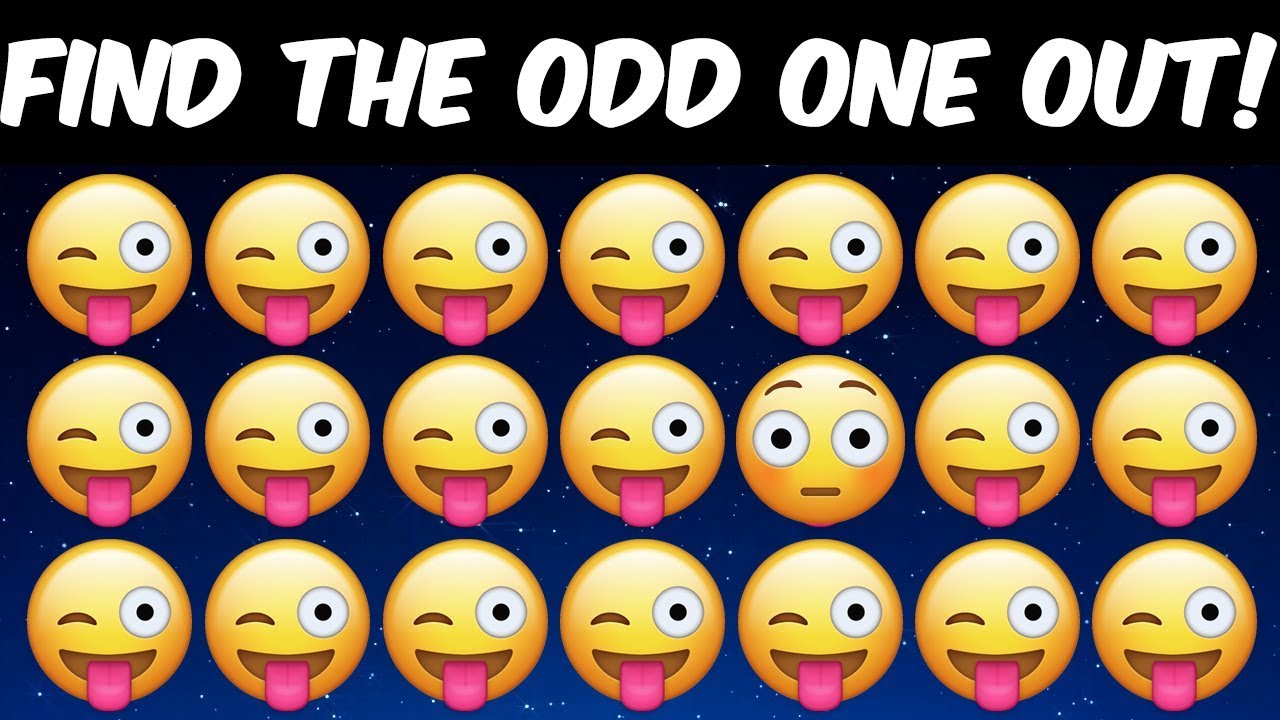 FIND THE ODD ONE OUT!